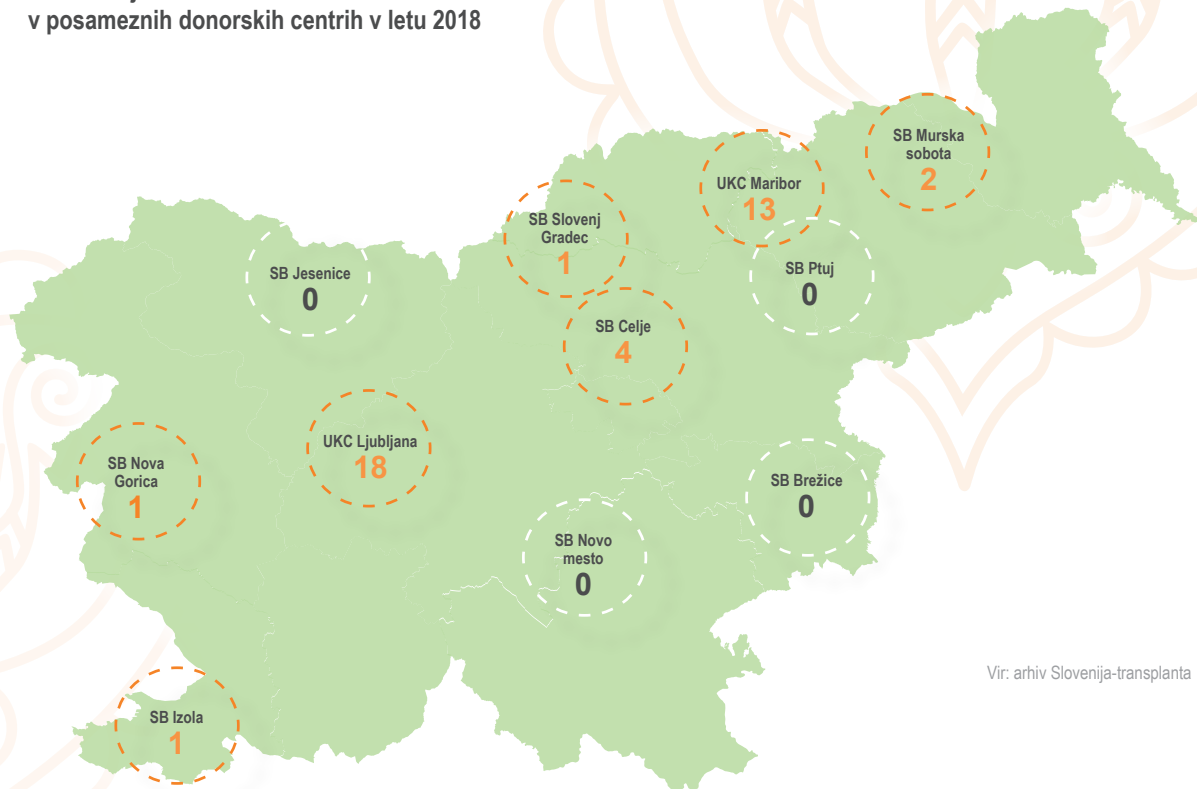 v posameznih donorskih centrih v letu 2018
SB Murska
sobota
2
UKC Maribor
13
SB Slovenj
Gradec
1
SB Jesenice
0
SB Ptuj
0
SB Celje
4
UKC Ljubljana
18
SB Nova
Gorica
1
SB Brežice
0
SB Novo
mesto
0
Vir: arhiv Slovenija-transplanta
SB Izola
1